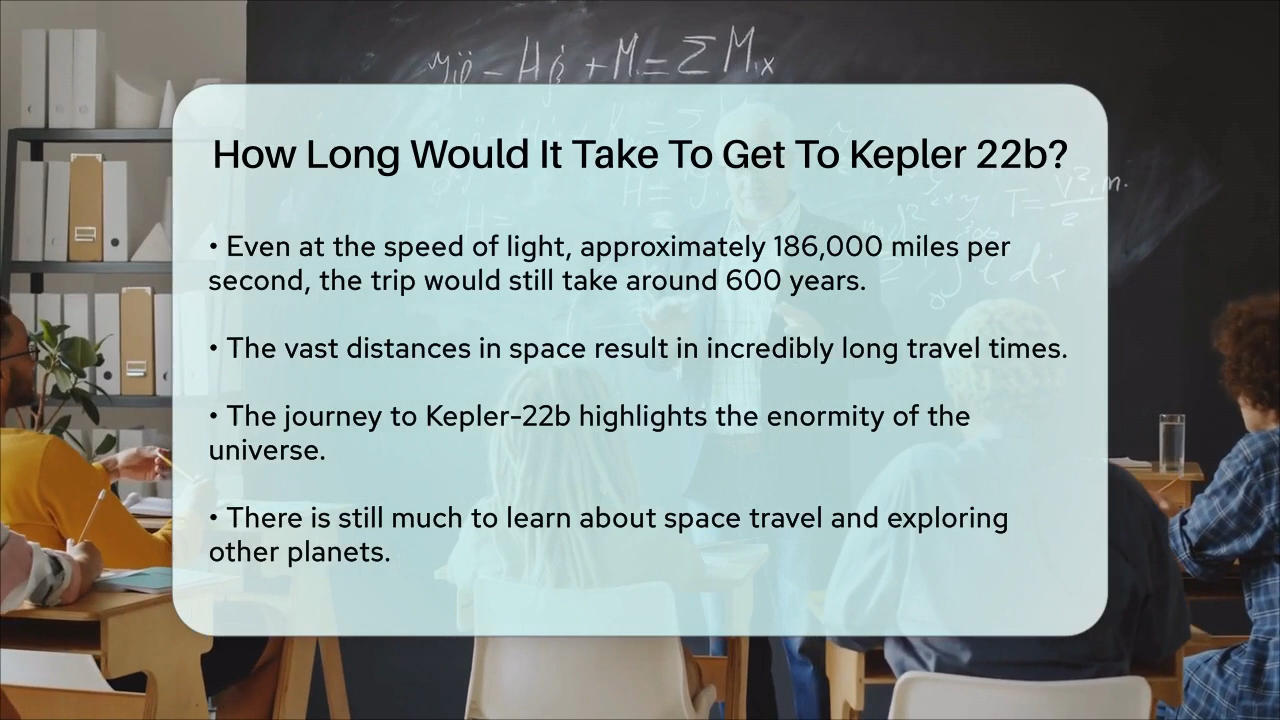 ÿφ̈ – Hβ̇ + M = ΣMx
How Long Would It Take To Get To Kepler 22b?
• Even at the speed of light, approximately 186,000 miles per
second, the trip would still take around 600 years.
• The vast distances in space result in incredibly long travel times.
• The journey to Kepler-22b highlights the enormity of the
universe.
• There is still much to learn about space travel and exploring
other planets.